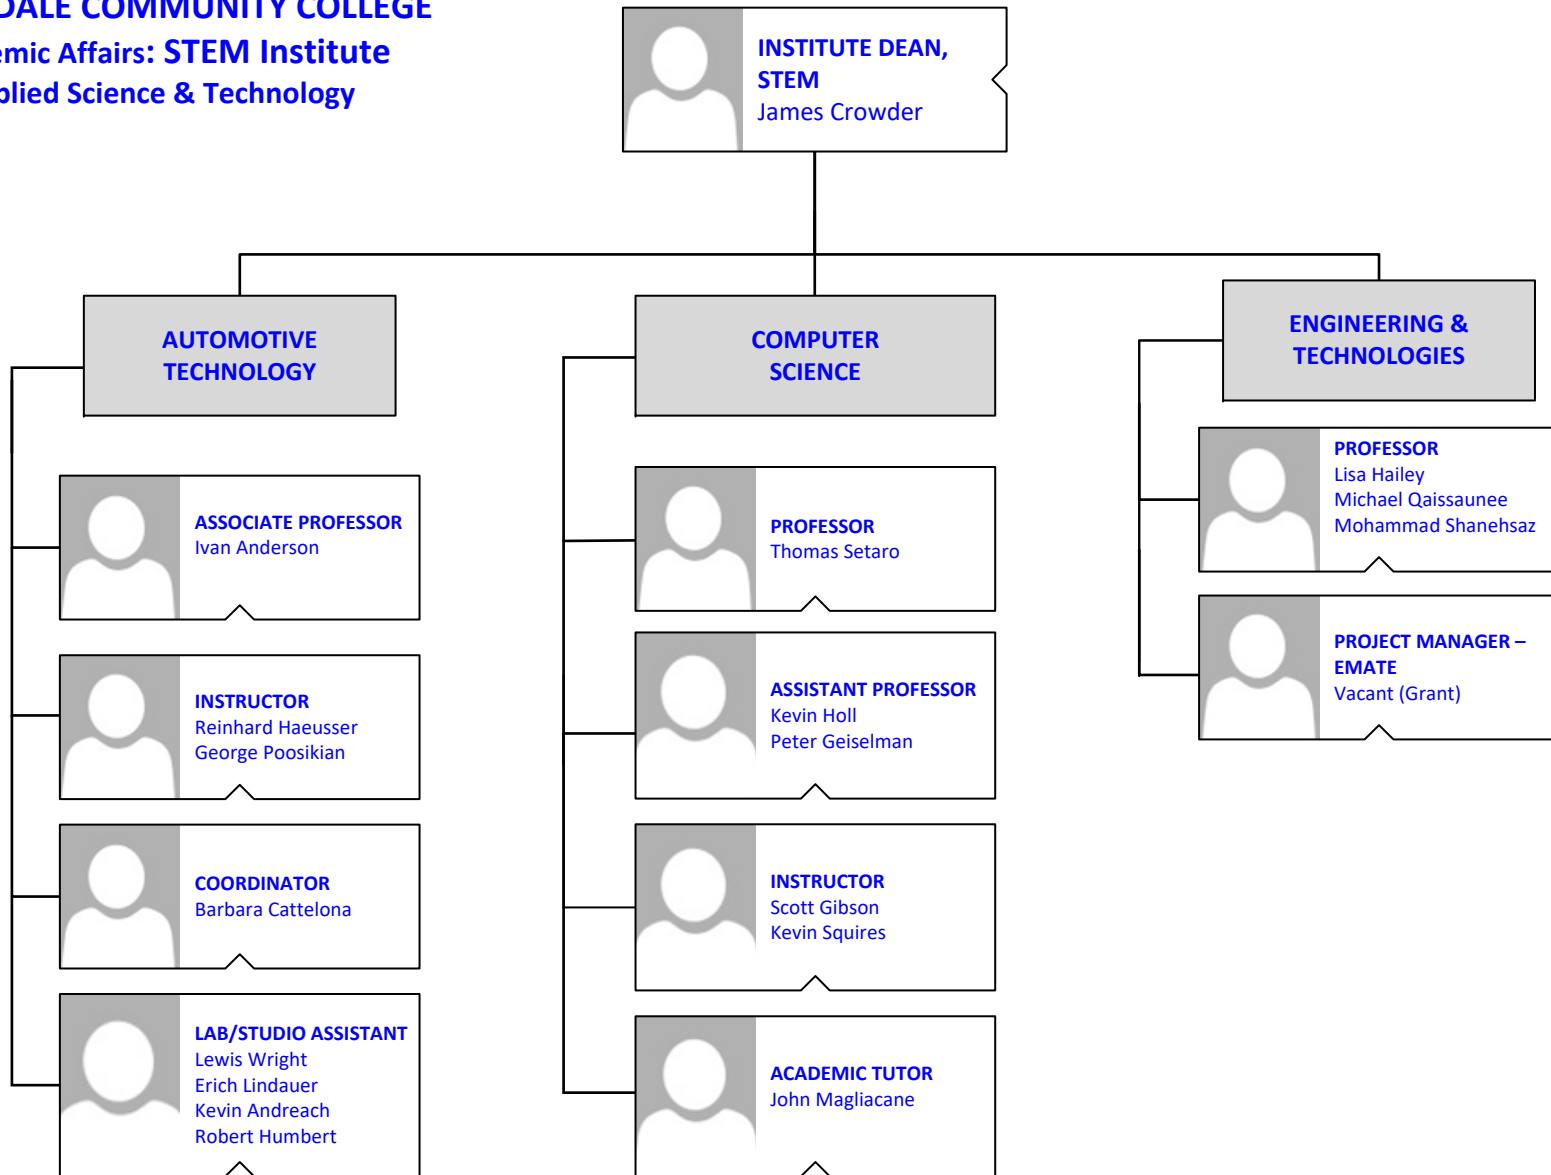 DALE COMMUNITY COLLEGE
emic Affairs: STEM Institute
plied Science & Technology
INSTITUTE DEAN,
STEM
James Crowder
AUTOMOTIVE
TECHNOLOGY
ASSOCIATE PROFESSOR
Ivan Anderson
INSTRUCTOR
Reinhard Haeusser
George Poosikian
COORDINATOR
Barbara Cattelona
LAB/STUDIO ASSISTANT
Lewis Wright
Erich Lindauer
Kevin Andreach
Robert Humbert
COMPUTER
SCIENCE
PROFESSOR
Thomas Setaro
ASSISTANT PROFESSOR
Kevin Holl
Peter Geiselman
INSTRUCTOR
Scott Gibson
Kevin Squires
ACADEMIC TUTOR
John Magliacane
ENGINEERING &
TECHNOLOGIES
PROFESSOR
Lisa Hailey
Michael Qaissaunee
Mohammad Shanehsaz
PROJECT MANAGER –
EMATE
Vacant (Grant)